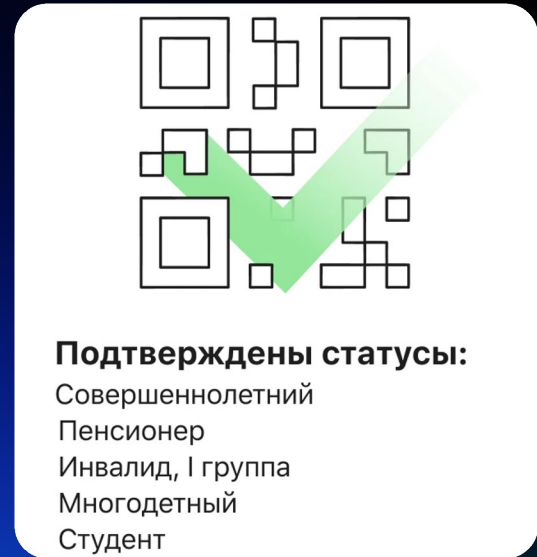 Подтверждены статусы:
Совершеннолетний
Пенсионер
Инвалид, I группа
Многодетный
Студент